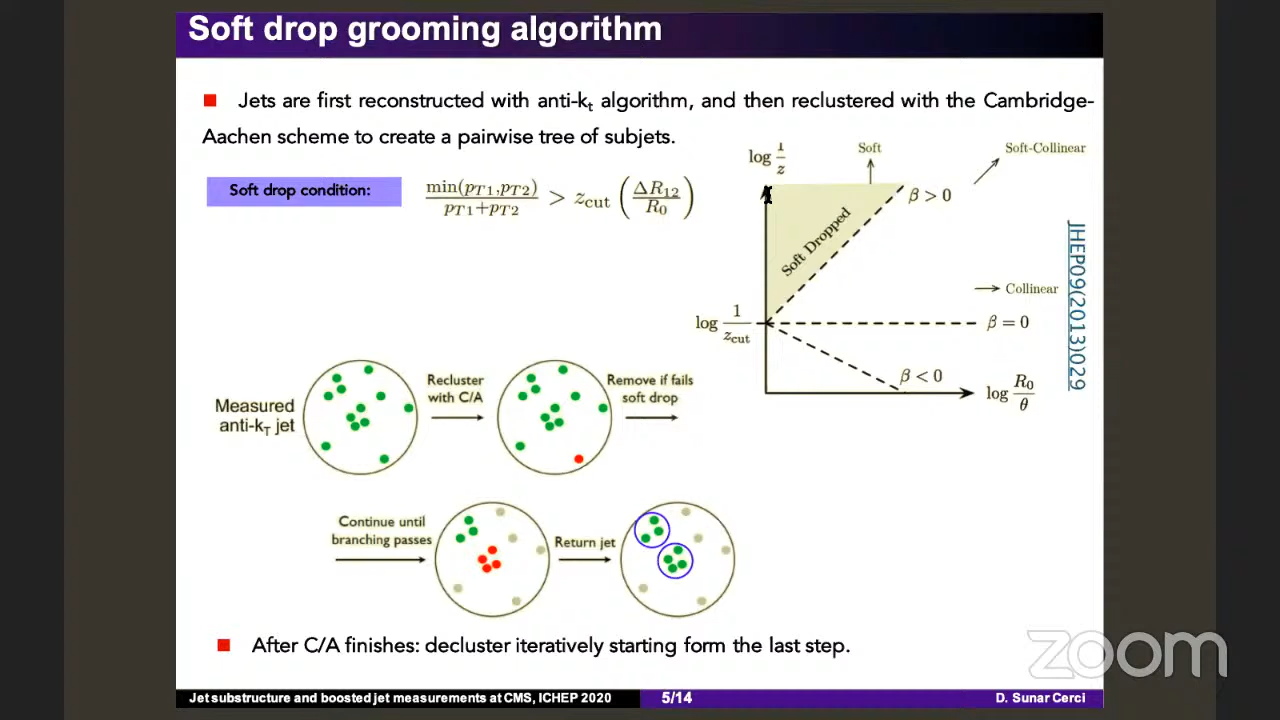 Soft drop grooming algorithm
Jets are first reconstructed with anti-kt algorithm, and then reclustered with the Cambridge-
Aachen scheme to create a pairwise tree of subjets.
Soft drop condition:
min(pT1,pT2) / pT1+pT2 > zcut (ΔR12 / R0)
log 1/z
Soft
Soft-Collinear
β > 0
Soft Dropped
Collinear
log 1/zcut
β = 0
β < 0
log R0/θ
JHEP09(2013)029
Measured
anti-kT jet
Recluster
with C/A
Remove if fails
soft drop
Continue until
branching passes
Return jet
After C/A finishes: decluster iteratively starting form the last step.
Jet substructure and boosted jet measurements at CMS, ICHEP 2020
5/14
D. Sunar Cerci
zoom